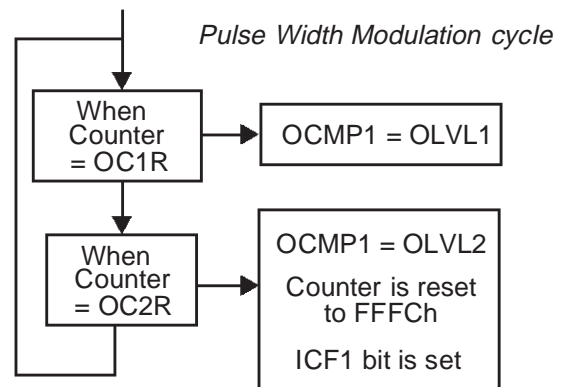 Pulse Width Modulation cycle
When
Counter
= OC1R
OCMP1 = OLVL1
When
Counter
= OC2R
OCMP1 = OLVL2
Counter is reset
to FFFCh
ICF1 bit is set